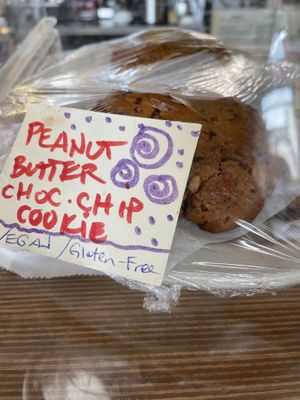 PEANUT
BUTTER
CHOC. CHIP
COOKIE
VEGAN / Gluten-Free